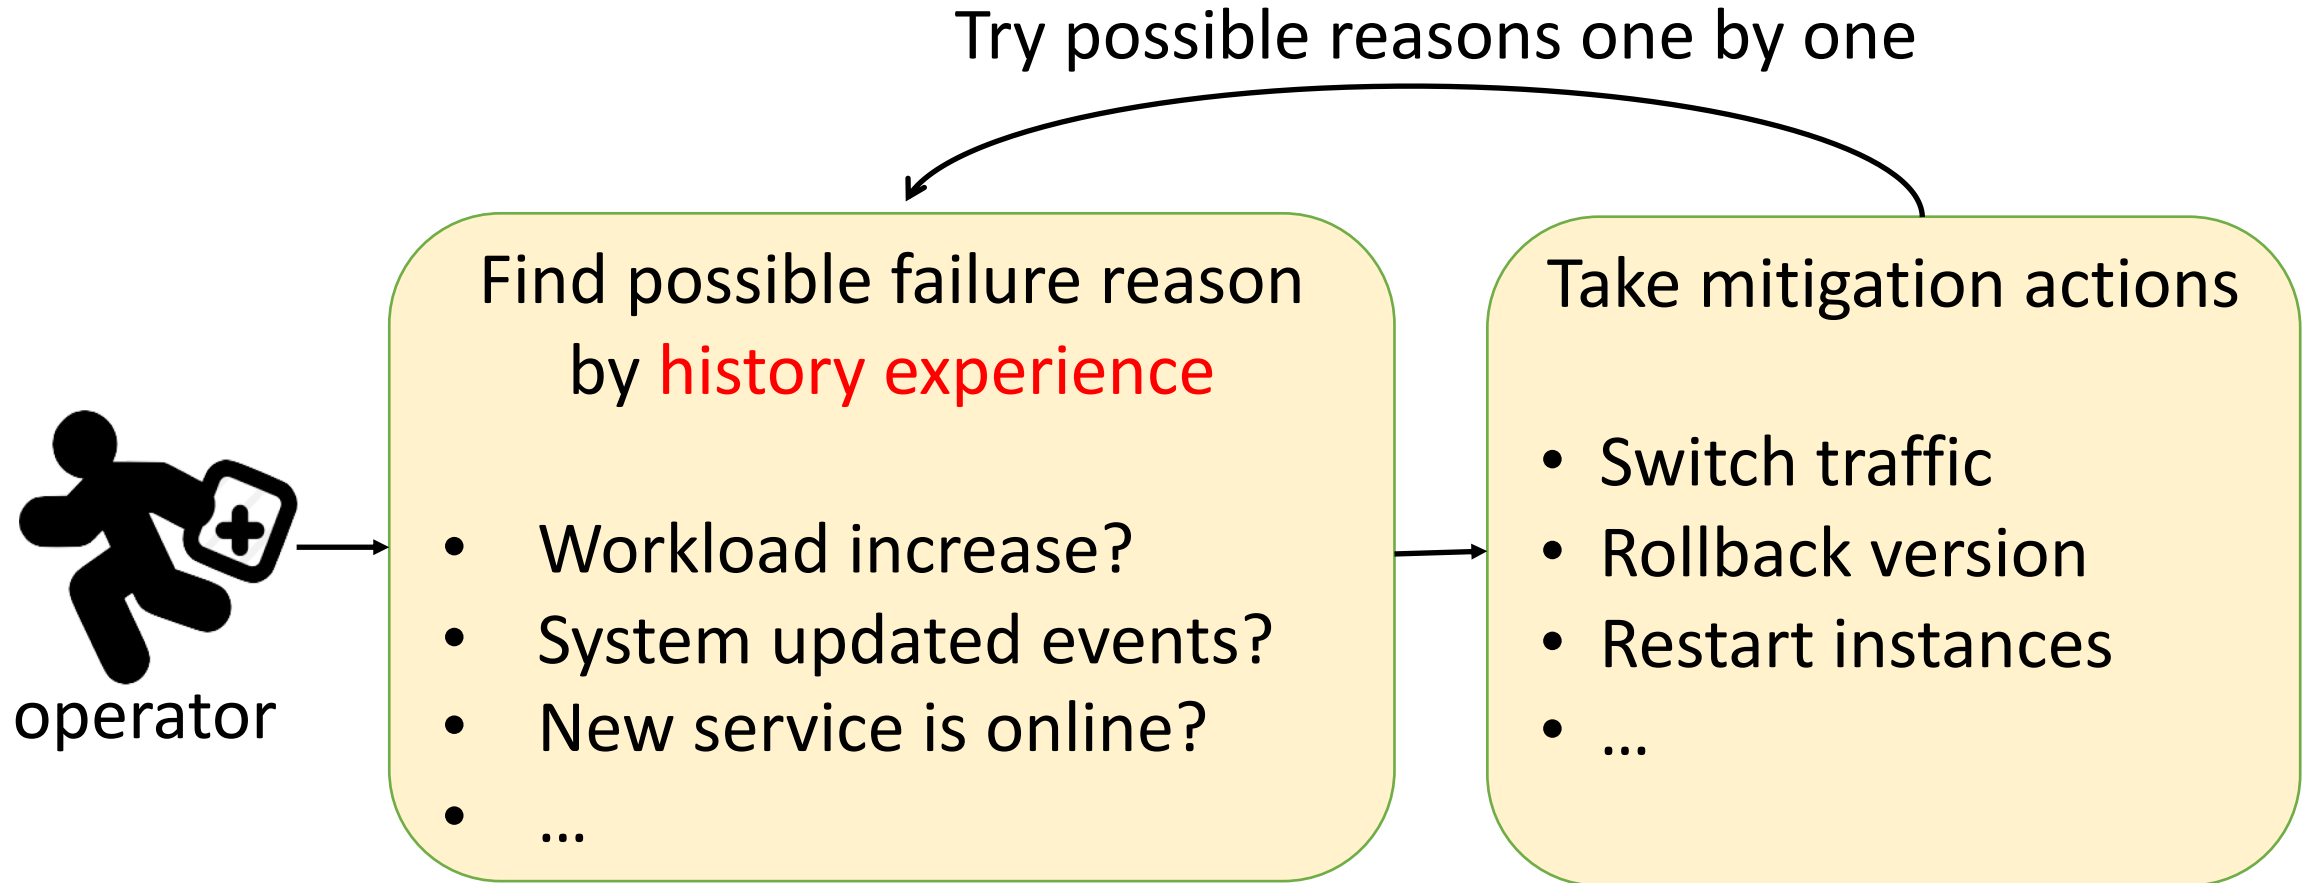 Try possible reasons one by one
Find possible failure reason
by history experience
• Workload increase?
• System updated events?
• New service is online?
• ...
Take mitigation actions
• Switch traffic
• Rollback version
• Restart instances
• ...
operator